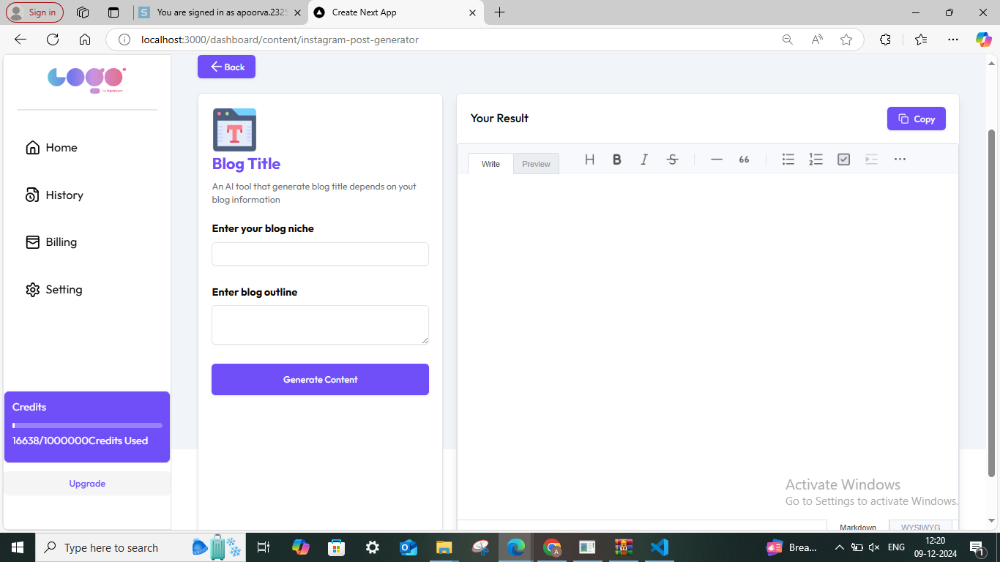 Sign in
You are signed in as apoorva.232
Create Next App
localhost:3000/dashboard/content/instagram-post-generator
LOGO
logoipsum
Home
History
Billing
Setting
Credits
16638/1000000Credits Used
Upgrade
Back
T
Blog Title
An AI tool that generate blog title depends on yout
blog information
Enter your blog niche
Enter blog outline
Generate Content
Your Result
Copy
Write
Preview
H B I S
Activate Windows
Go to Settings to activate Windows.
Markdown
WYSIWYG
Type here to search
Brea...
ENG
12:20
09-12-2024
1